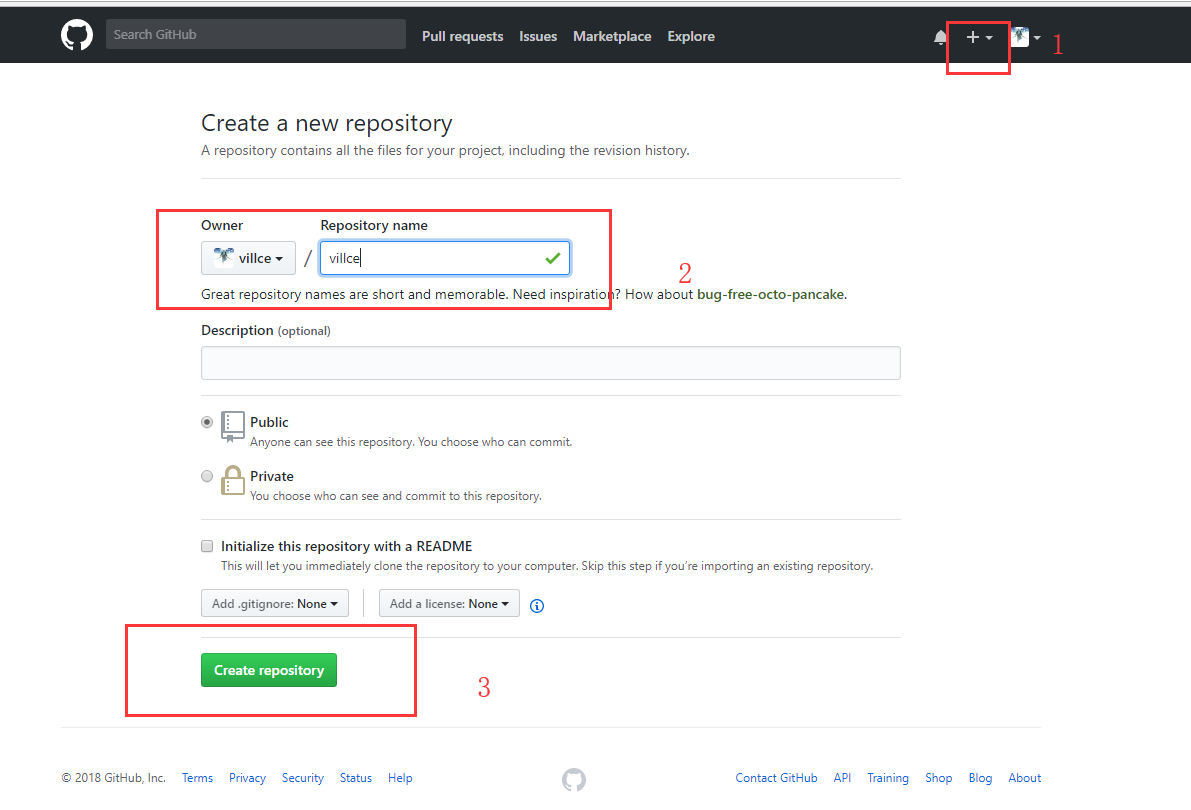 Search GitHub Pull requests Issues Marketplace Explore 1
Create a new repository
A repository contains all the files for your project, including the revision history.
Owner Repository name
villce / villce
2
Great repository names are short and memorable. Need inspiration? How about bug-free-octo-pancake.
Description (optional)
Public
Anyone can see this repository. You choose who can commit.
Private
You choose who can see and commit to this repository.
Initialize this repository with a README
This will let you immediately clone the repository to your computer. Skip this step if you’re importing an existing repository.
Add .gitignore: None Add a license: None
Create repository
3
© 2018 GitHub, Inc. Terms Privacy Security Status Help Contact GitHub API Training Shop Blog About